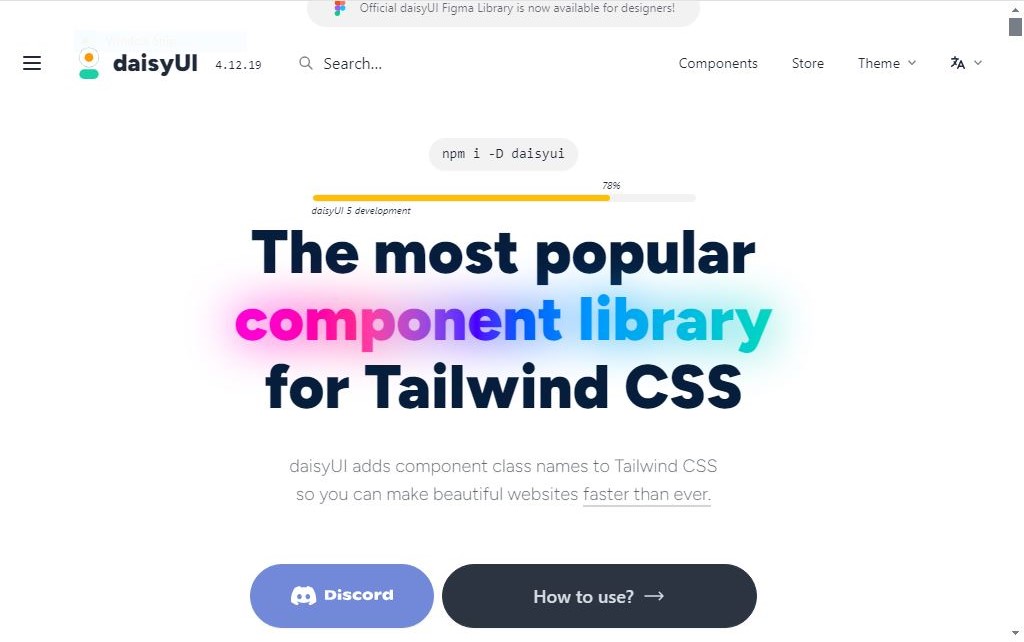 Official daisyUI Figma Library is now available for designers!
daisyUI 4.12.19 Search... Components Store Theme
npm i -D daisyui
78%
daisyUI 5 development
The most popular
component library
for Tailwind CSS
daisyUI adds component class names to Tailwind CSS
so you can make beautiful websites faster than ever.
Discord How to use? →